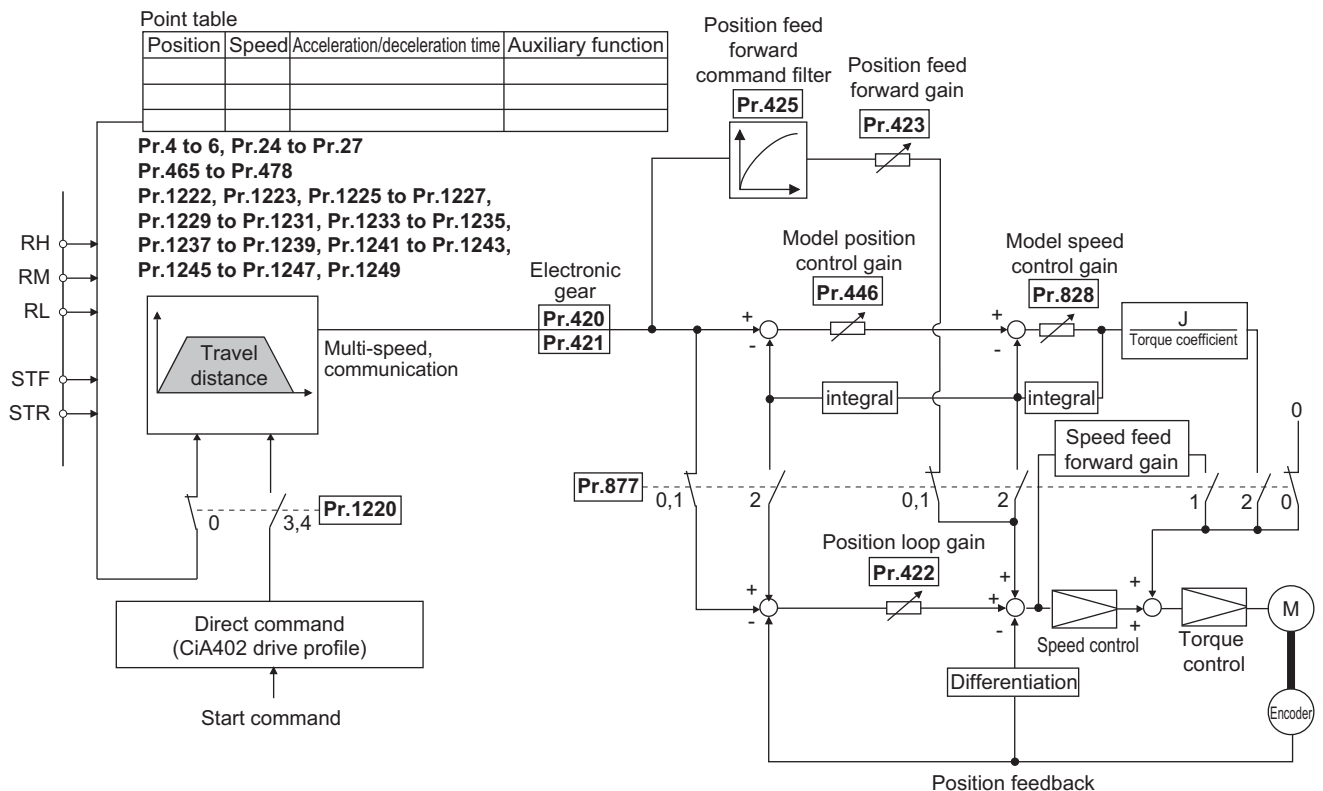 Point table
Position Speed Acceleration/deceleration time Auxiliary function
Pr.4 to 6, Pr.24 to Pr.27
Pr.465 to Pr.478
Pr.1222, Pr.1223, Pr.1225 to Pr.1227,
Pr.1229 to Pr.1231, Pr.1233 to Pr.1235,
Pr.1237 to Pr.1239, Pr.1241 to Pr.1243,
Pr.1245 to Pr.1247, Pr.1249
Position feed
forward
command filter
Pr.425
Position feed
forward gain
Pr.423
RH
RM
RL
STF
STR
Travel
distance
Multi-speed,
communication
Electronic
gear
Pr.420
Pr.421
Model position
control gain
Pr.446
Model speed
control gain
Pr.828
J
Torque coefficient
+
-
+
-
integral
integral
0
Speed feed
forward gain
Pr.877
0,1
2
0,1
2
1
2
0
0
3,4
Pr.1220
Position loop gain
Pr.422
+
-
+
+
-
+
+
Speed control
Torque
control
M
Differentiation
Encoder
Direct command
(CiA402 drive profile)
Start command
Position feedback